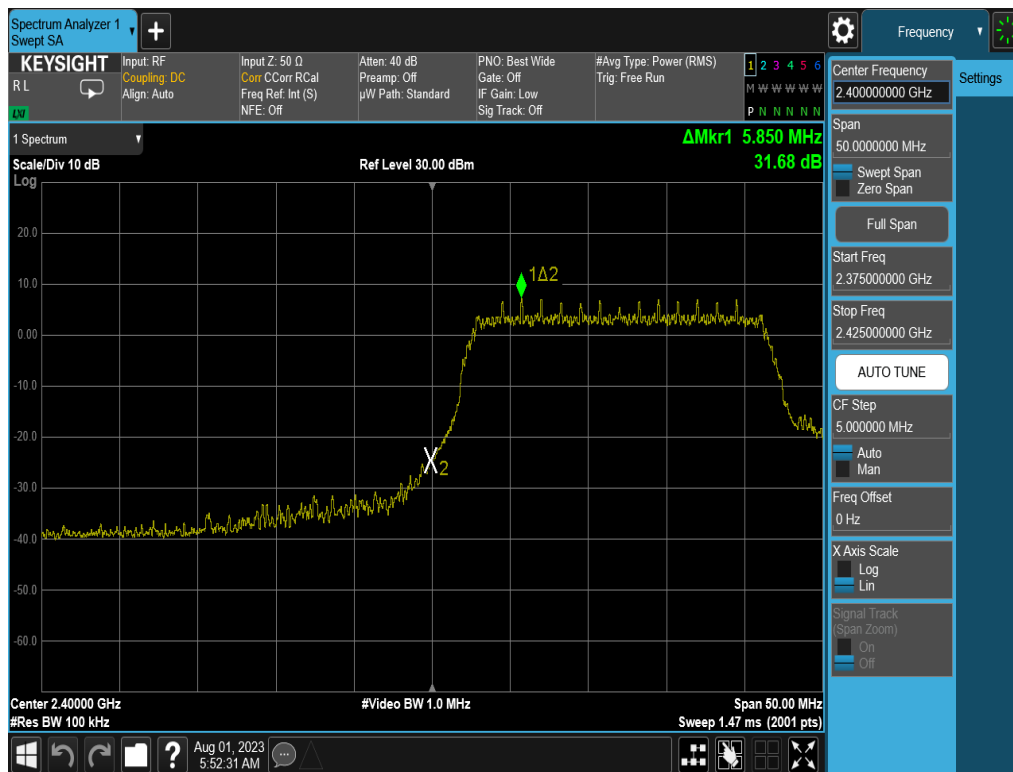 Spectrum Analyzer 1
Swept SA
+
Frequency
KEYSIGHT
R L
LXI
Input: RF
Coupling: DC
Align: Auto
Input Z: 50 Ω
Corr CCorr RCal
Freq Ref: Int (S)
NFE: Off
Atten: 40 dB
Preamp: Off
µW Path: Standard
PNO: Best Wide
Gate: Off
IF Gain: Low
Sig Track: Off
#Avg Type: Power (RMS)
Trig: Free Run
1 2 3 4 5 6
M W W W W W
P N N N N N
1 Spectrum
Scale/Div 10 dB
Log
Ref Level 30.00 dBm
ΔMkr1 5.850 MHz
31.68 dB
20.0
10.0
0.00
-10.0
-20.0
-30.0
-40.0
-50.0
-60.0
1Δ2
2
Center 2.40000 GHz
#Res BW 100 kHz
#Video BW 1.0 MHz
Span 50.00 MHz
Sweep 1.47 ms (2001 pts)
Center Frequency
2.400000000 GHz
Settings
Span
50.0000000 MHz
Swept Span
Zero Span
Full Span
Start Freq
2.375000000 GHz
Stop Freq
2.425000000 GHz
AUTO TUNE
CF Step
5.000000 MHz
Auto
Man
Freq Offset
0 Hz
X Axis Scale
Log
Lin
Signal Track
(Span Zoom)
On
Off
?
Aug 01, 2023
5:52:31 AM